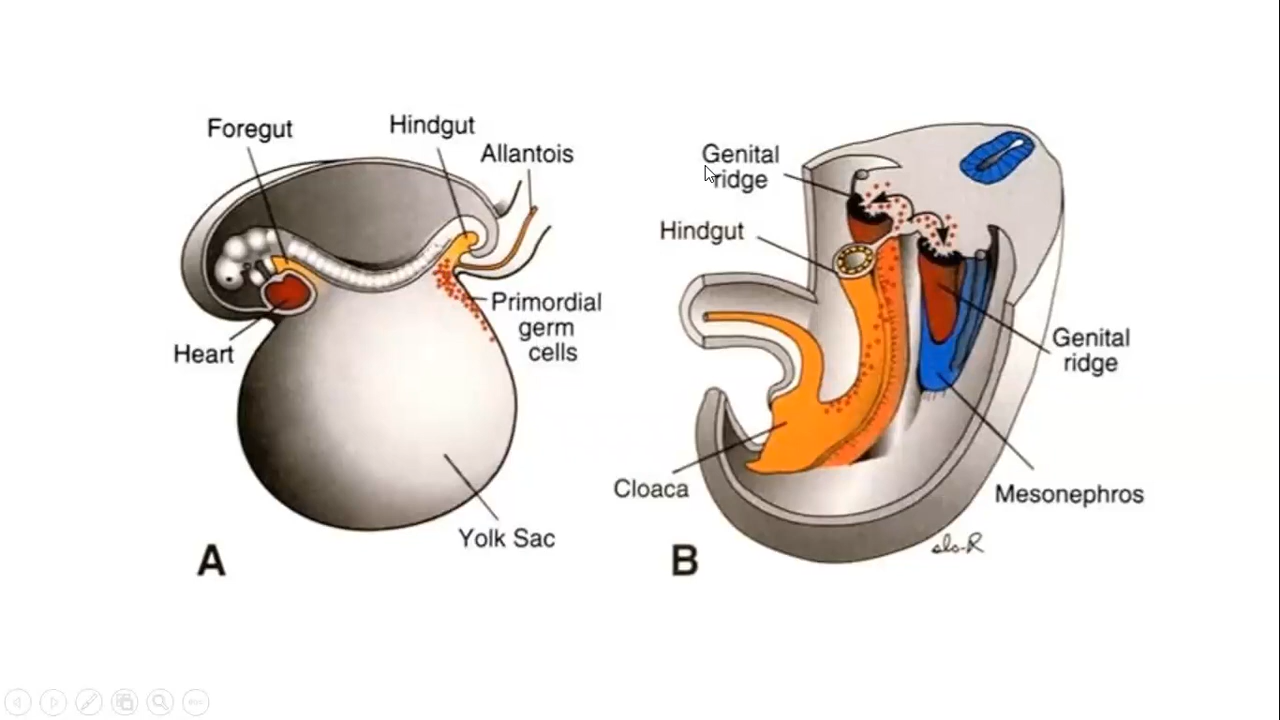 Foregut
Hindgut
Allantois
Primordial
germ
cells
Heart
Yolk Sac
A
Genital
ridge
Hindgut
Genital
ridge
Cloaca
Mesonephros
B